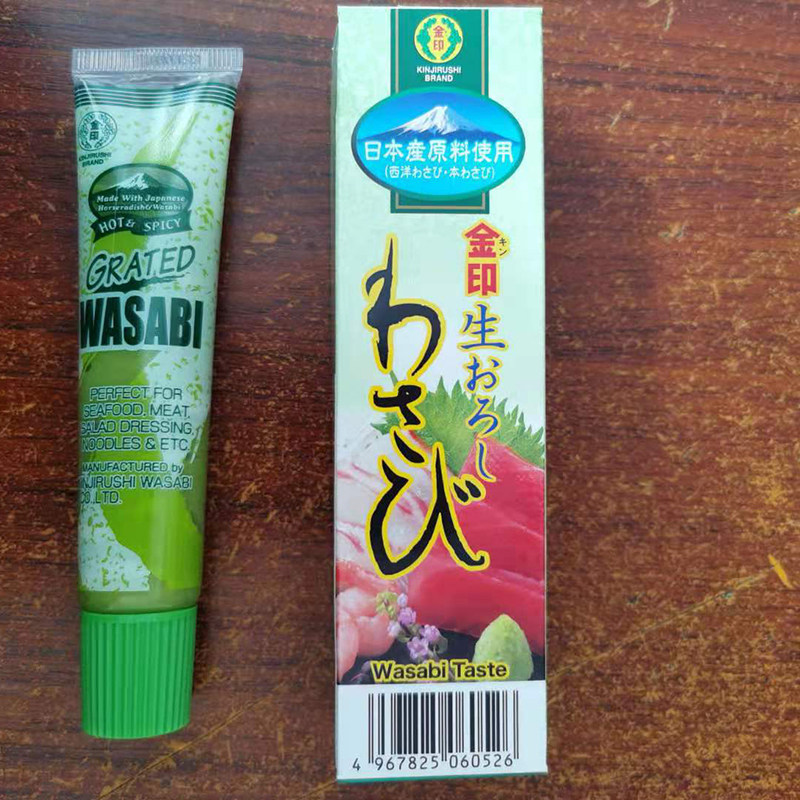 金印
KINJIRUSHI
BRAND
Made With Japanese
Horseradish & Wasabi
HOT & SPICY
GRATED
WASABI
PERFECT FOR
SEAFOOD, MEAT,
SALAD DRESSING,
NOODLES & ETC.
MANUFACTURED by
KINJIRUSHI WASABI
CO.,LTD.
金印
KINJIRUSHI
BRAND
日本産原料使用
(西洋わさび・本わさび)
金印
キン
生おろし
わさび
Wasabi Taste
4 967825 060526